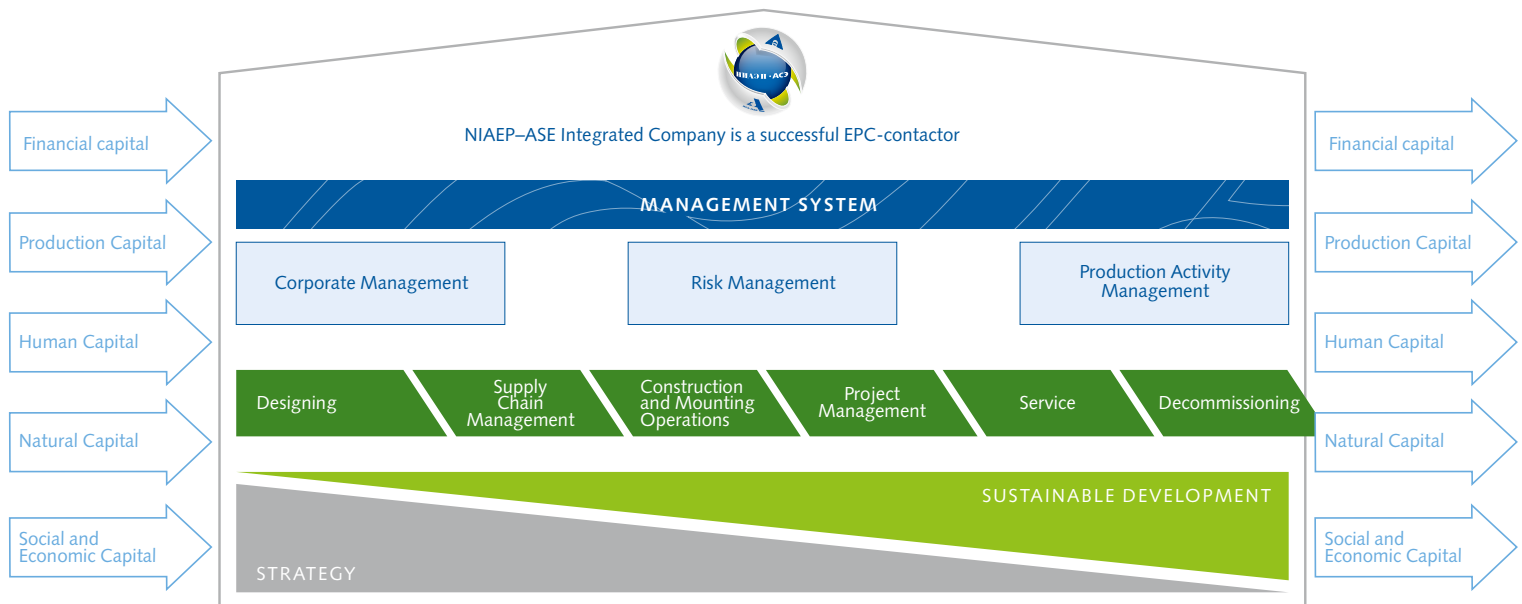 НИАЭП - АСЭ
NIAEP–ASE Integrated Company is a successful EPC-contactor
Financial capital
Production Capital
Human Capital
Natural Capital
Social and
Economic Capital
MANAGEMENT SYSTEM
Corporate Management
Risk Management
Production Activity
Management
Designing
Supply
Chain
Management
Construction
and Mounting
Operations
Project
Management
Service
Decommissioning
SUSTAINABLE DEVELOPMENT
STRATEGY
Financial capital
Production Capital
Human Capital
Natural Capital
Social and
Economic Capital